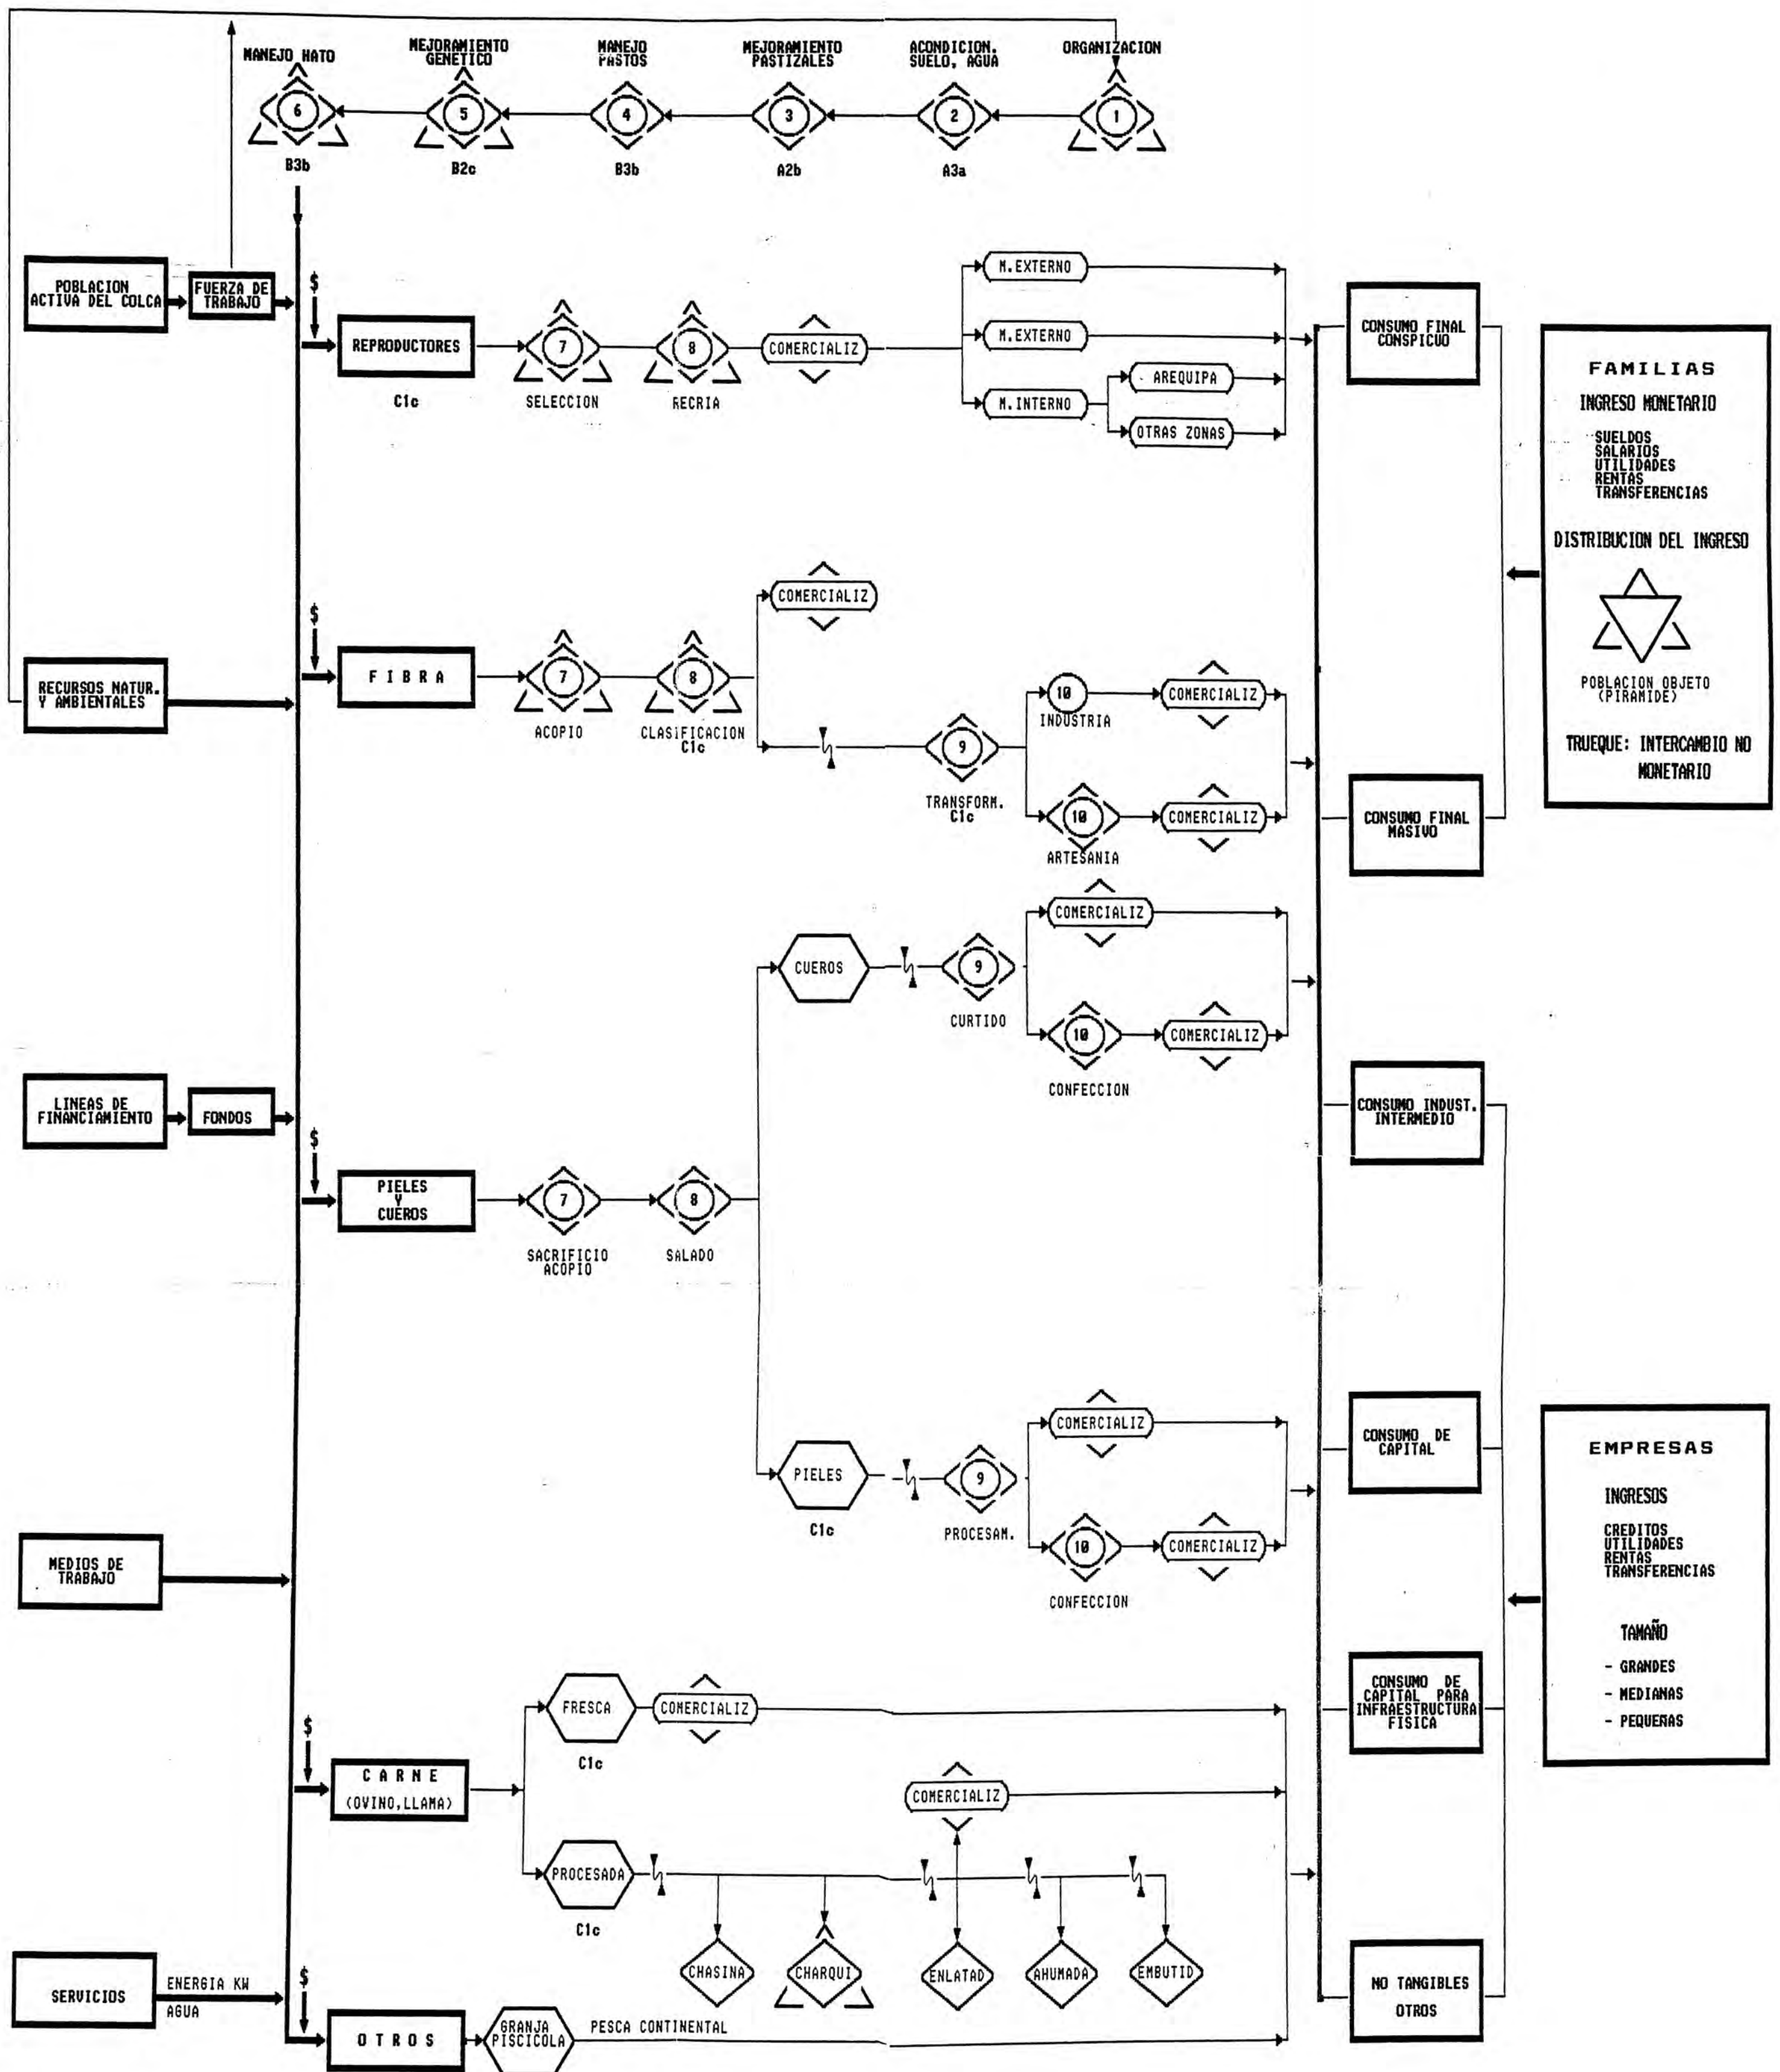 MANEJO HATO
MEJORAMIENTO
GENETICO
MANEJO
PASTOS
MEJORAMIENTO
PASTIZALES
ACONDICION.
SUELO, AGUA
ORGANIZACION
6
5
4
3
2
1
B3b
B2c
B3b
A2b
A3a
POBLACION
ACTIVA DEL COLCA
FUERZA DE
TRABAJO
$
REPRODUCTORES
C1c
7
SELECCION
8
RECRIA
COMERCIALIZ
M.EXTERNO
M.EXTERNO
M.INTERNO
AREQUIPA
OTRAS ZONAS
CONSUMO FINAL
CONSPICUO
FAMILIAS
INGRESO MONETARIO
SUELDOS
SALARIOS
UTILIDADES
RENTAS
TRANSFERENCIAS
DISTRIBUCION DEL INGRESO
POBLACION OBJETO
(PIRAMIDE)
TRUEQUE: INTERCAMBIO NO
MONETARIO
RECURSOS NATUR.
Y AMBIENTALES
$
FIBRA
7
ACOPIO
8
CLASIFICACION
C1c
COMERCIALIZ
9
TRANSFORM.
C1c
10
INDUSTRIA
COMERCIALIZ
10
ARTESANIA
COMERCIALIZ
CONSUMO FINAL
MASIVO
CUEROS
9
CURTIDO
COMERCIALIZ
10
CONFECCION
COMERCIALIZ
LINEAS DE
FINANCIAMIENTO
FONDOS
CONSUMO INDUST.
INTERMEDIO
$
PIELES
Y
CUEROS
7
SACRIFICIO
ACOPIO
8
SALADO
PIELES
C1c
9
PROCESAM.
COMERCIALIZ
10
CONFECCION
COMERCIALIZ
CONSUMO DE
CAPITAL
EMPRESAS
INGRESOS
CREDITOS
UTILIDADES
RENTAS
TRANSFERENCIAS
TAMAÑO
- GRANDES
- MEDIANAS
- PEQUEÑAS
MEDIOS DE
TRABAJO
$
CARNE
(OVINO,LLAMA)
FRESCA
C1c
COMERCIALIZ
CONSUMO DE
CAPITAL PARA
INFRAESTRUCTURA
FISICA
COMERCIALIZ
PROCESADA
C1c
CHASINA
CHARQUI
ENLATAD
AHUMADA
EMBUTID
SERVICIOS
ENERGIA KW
AGUA
$
OTROS
GRANJA
PISCICOLA
PESCA CONTINENTAL
NO TANGIBLES
OTROS